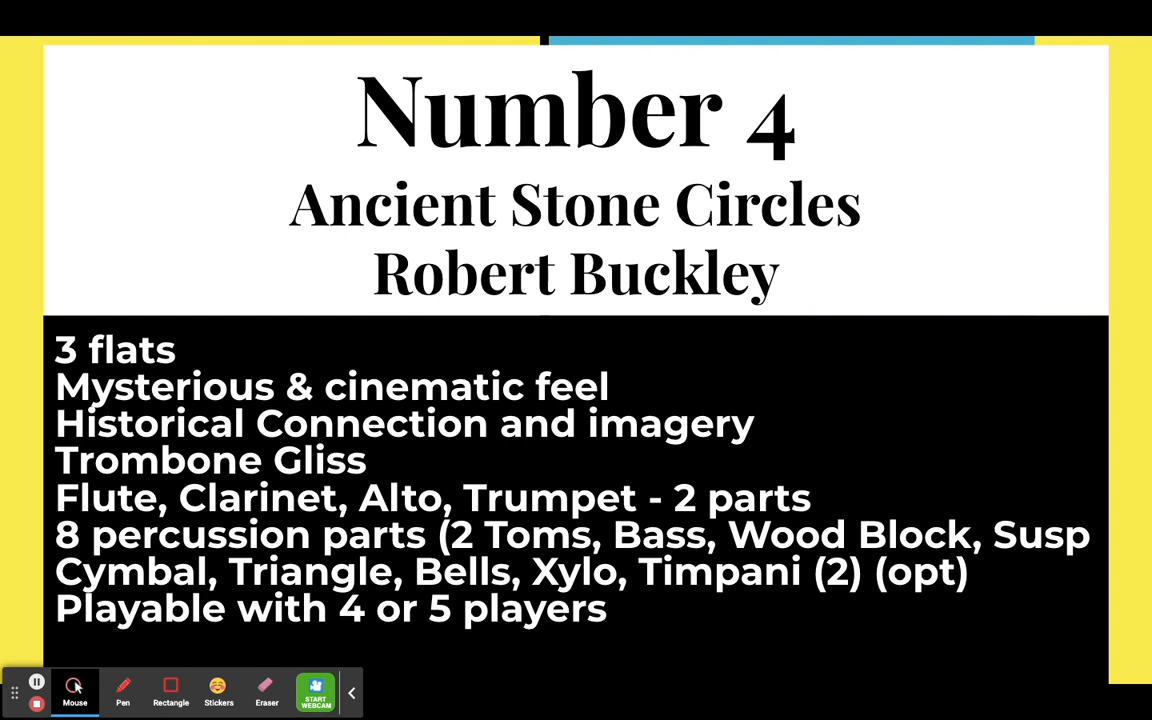 Number 4
Ancient Stone Circles
Robert Buckley
3 flats
Mysterious & cinematic feel
Historical Connection and imagery
Trombone Gliss
Flute, Clarinet, Alto, Trumpet - 2 parts
8 percussion parts (2 Toms, Bass, Wood Block, Susp
Cymbal, Triangle, Bells, Xylo, Timpani (2) (opt)
Playable with 4 or 5 players
Mouse Pen Rectangle Stickers Eraser START WEBCAM